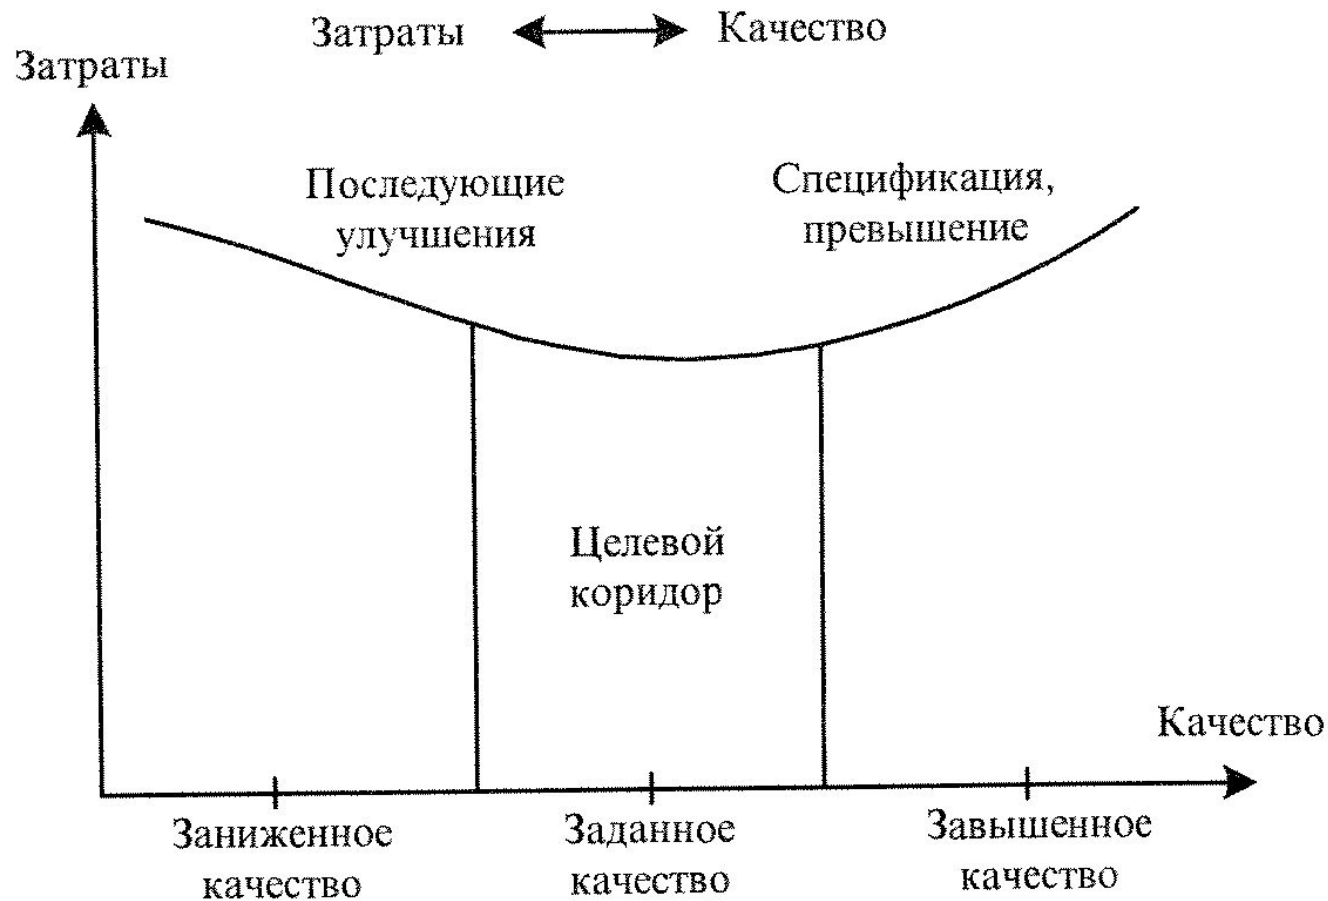 Затраты
Качество
Затраты
Последующие
улучшения
Спецификация,
превышение
Целевой
коридор
Качество
Заниженное
качество
Заданное
качество
Завышенное
качество